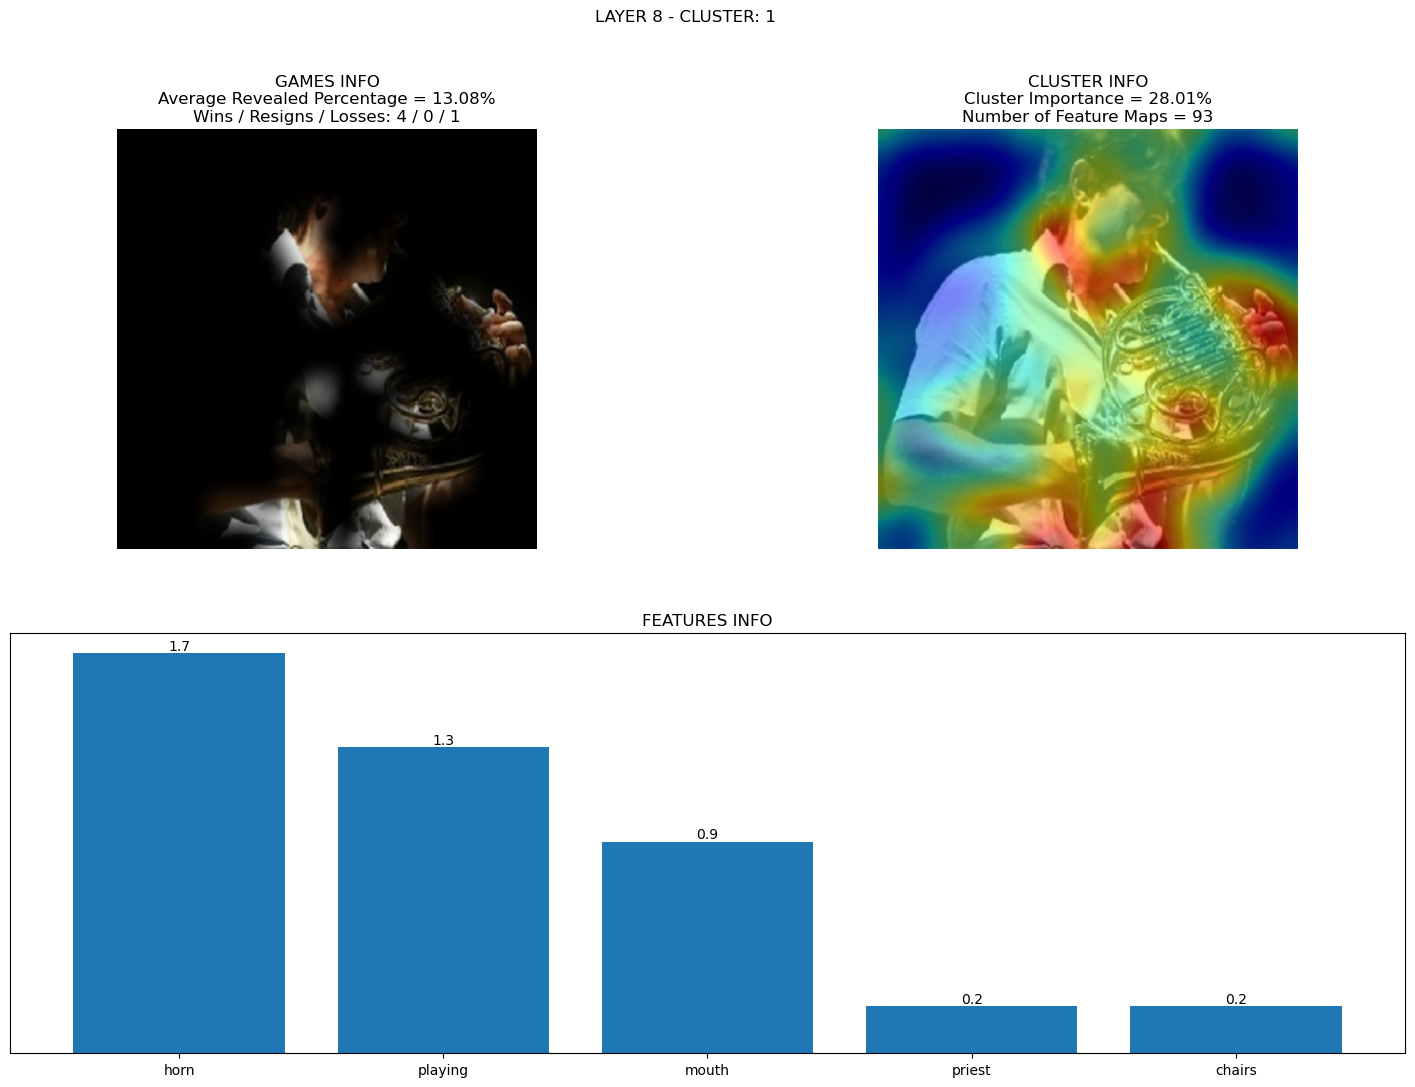 LAYER 8 - CLUSTER: 1
GAMES INFO
Average Revealed Percentage = 13.08%
Wins / Resigns / Losses: 4 / 0 / 1
CLUSTER INFO
Cluster Importance = 28.01%
Number of Feature Maps = 93
FEATURES INFO
1.7
1.3
0.9
0.2
0.2
horn
playing
mouth
priest
chairs